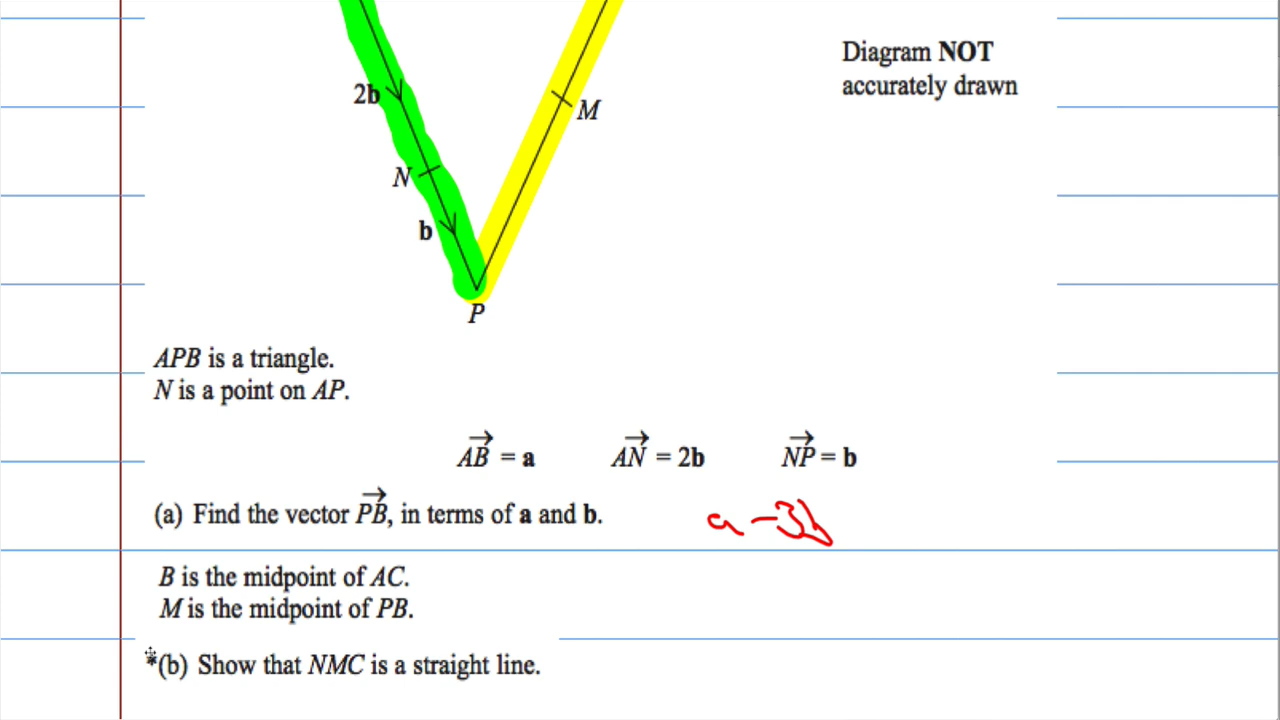 Diagram NOT
accurately drawn
2b
M
N
b
P
APB is a triangle.
N is a point on AP.
AB = a    AN = 2b    NP = b
(a) Find the vector PB, in terms of a and b.    a - 3b
B is the midpoint of AC.
M is the midpoint of PB.
*(b) Show that NMC is a straight line.